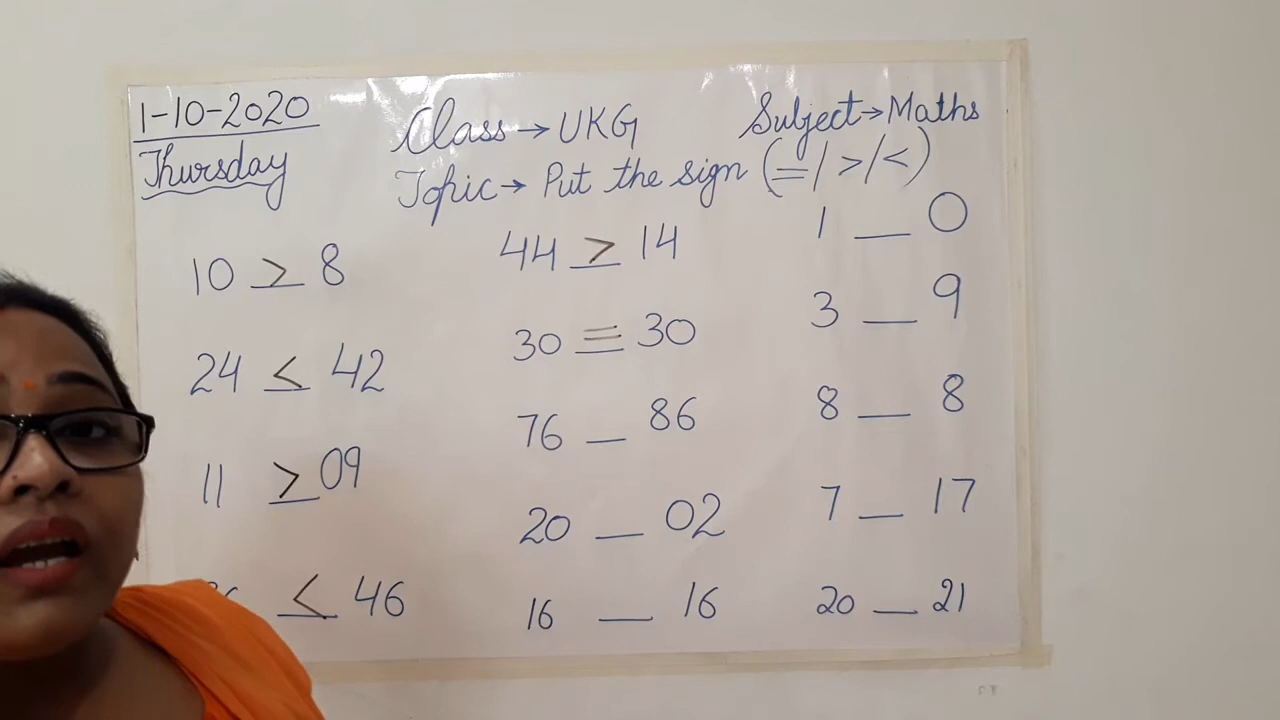 1-10-2020
Thursday
Class → UKG
Subject → Maths
Topic → Put the sign (=/>/<)
10 > 8
24 < 42
11 > 09
< 46
44 > 14
30 = 30
76 __ 86
20 __ 02
16 __ 16
1 __ 0
3 __ 9
8 __ 8
7 __ 17
20 __ 21